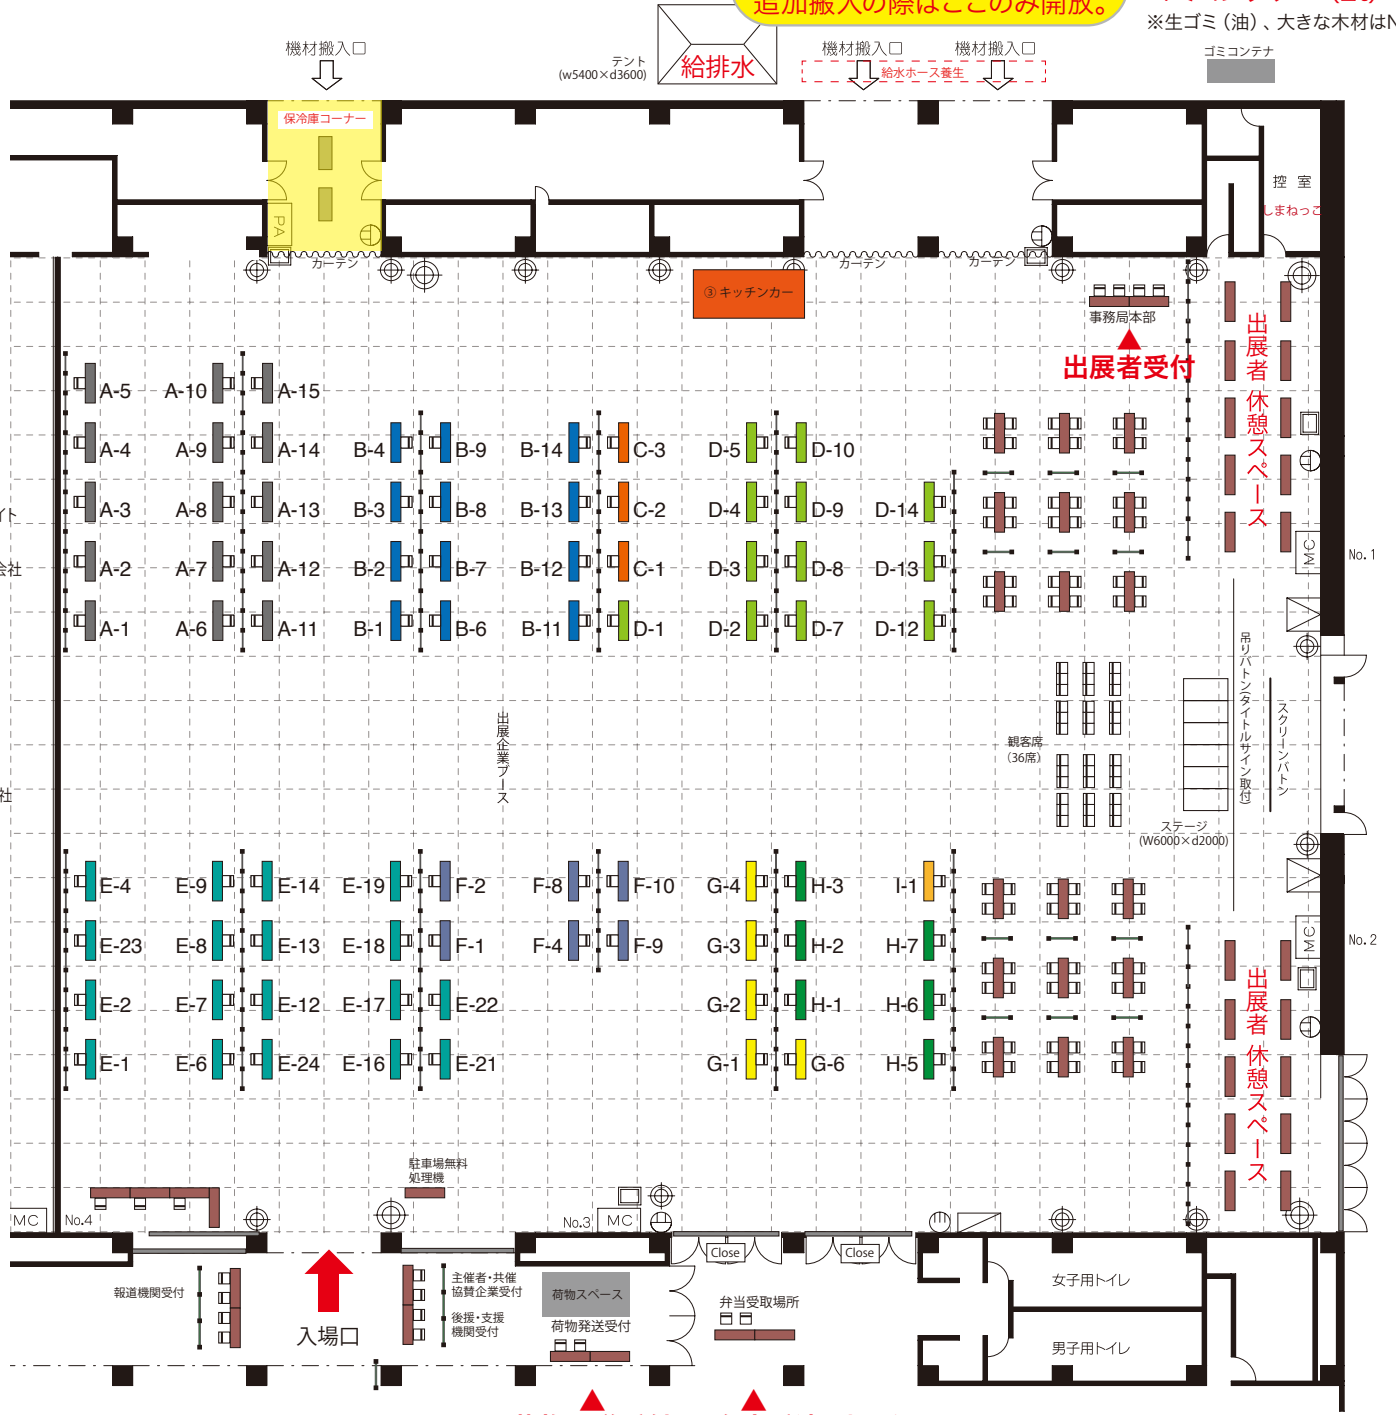 追加搬入の際はここのみ開放。
※生ゴミ（油）、大きな木材は
機材搬入口
テント
(w5400×d3600)
給排水
機材搬入口
機材搬入口
給水ホース養生
ゴミコンテナ
保冷庫コーナー
PA
カーテン
カーテン
カーテン
控 室
しまねっこ
③ キッチンカー
事務局本部
出展者受付
出展者 休憩スペース
A-5
A-10
A-15
A-4
A-9
A-14
B-4
B-9
B-14
C-3
D-5
D-10
A-3
A-8
A-13
B-3
B-8
B-13
C-2
D-4
D-9
D-14
イト
A-2
A-7
A-12
B-2
B-7
B-12
C-1
D-3
D-8
D-13
会社
A-1
A-6
A-11
B-1
B-6
B-11
D-1
D-2
D-7
D-12
MC
No.1
出展企業ブース
観客席
(36席)
ステージ
(W6000×d2000)
吊りバトン(タイトルサイン取付)
スクリーンバトン
社
E-4
E-9
E-14
E-19
F-2
F-8
F-10
G-4
H-3
I-1
E-23
E-8
E-13
E-18
F-1
F-4
F-9
G-3
H-2
H-7
E-2
E-7
E-12
E-17
E-22
G-2
H-1
H-6
E-1
E-6
E-24
E-16
E-21
G-1
G-6
H-5
MC
No.2
出展者 休憩スペース
駐車場無料
処理機
MC
No.4
No.3
MC
Close
Close
報道機関受付
入場口
主催者・共催
協賛企業受付
後援・支援
機関受付
荷物スペース
荷物発送受付
弁当受取場所
女子用トイレ
男子用トイレ